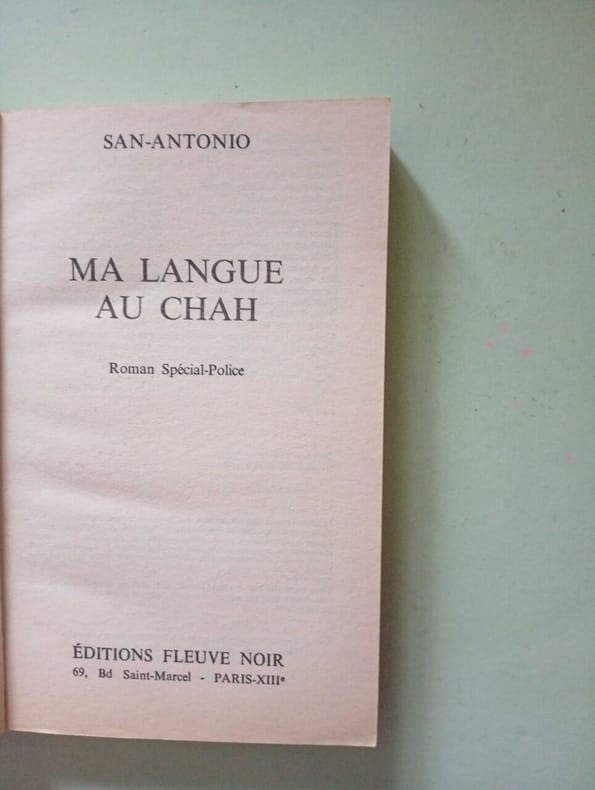 SAN-ANTONIO
MA LANGUE
AU CHAH
Roman Spécial-Police
ÉDITIONS FLEUVE NOIR
69, Bd Saint-Marcel - PARIS-XIIIᵉ